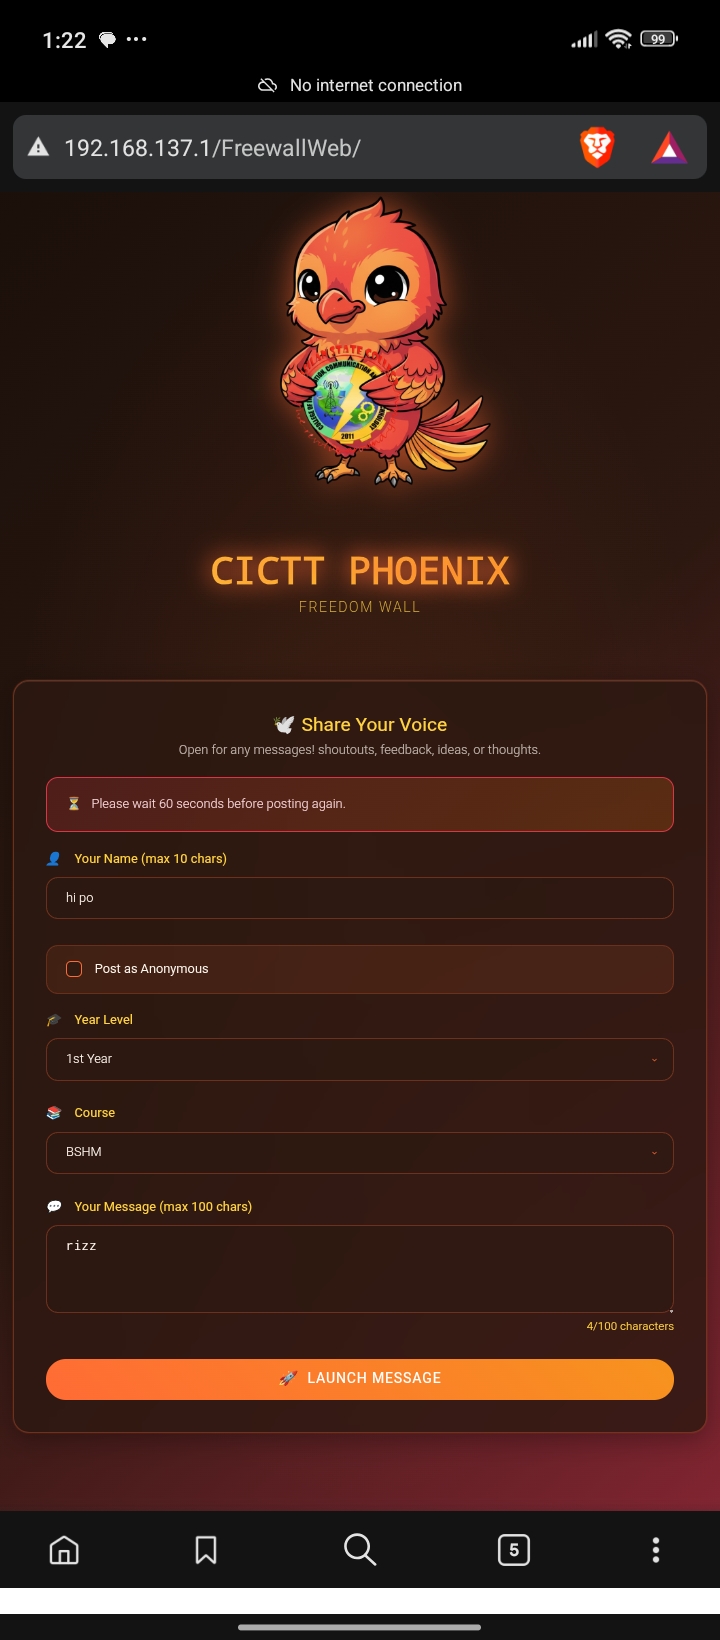 1:22
99
No internet connection
192.168.137.1/FreewallWeb/
2011
CICTT PHOENIX
FREEDOM WALL
🕊️ Share Your Voice
Open for any messages! shoutouts, feedback, ideas, or thoughts.
⏳ Please wait 60 seconds before posting again.
👤 Your Name (max 10 chars)
hi po
Post as Anonymous
🎓 Year Level
1st Year
📚 Course
BSHM
💬 Your Message (max 100 chars)
rizz
4/100 characters
🚀 LAUNCH MESSAGE
5